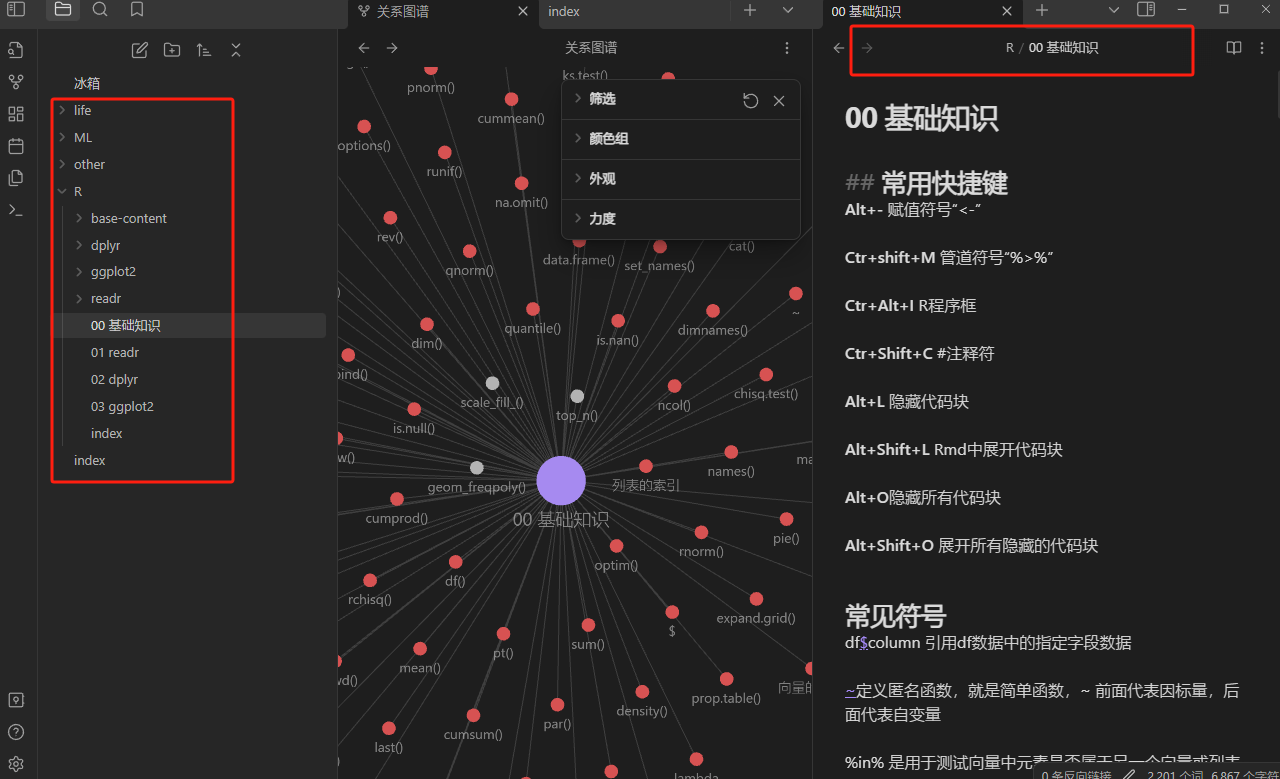 关系图谱
index
00 基础知识
冰箱
life
ML
other
R
base-content
dplyr
ggplot2
readr
00 基础知识
01 readr
02 dplyr
03 ggplot2
index
index
关系图谱
筛选
颜色组
外观
力度
pnorm()
ks.test()
cummean()
options()
runif()
na.omit()
rev()
cat()
qnorm()
data.frame()
set_names()
~
quantile()
dim()
is.nan()
dimnames()
scale_fill_()
top_n()
ncol()
chisq.test()
is.null()
names()
geom_freqpoly()
列表的索引
cumprod()
00 基础知识
pie()
rnorm()
optim()
df()
rchisq()
expand.grid()
$
sum()
pt()
mean()
prop.table()
density()
par()
cumsum()
last()
R / 00 基础知识
00 基础知识
## 常用快捷键
Alt+- 赋值符号“<-”
Ctr+shift+M 管道符号“%>%”
Ctr+Alt+I R程序框
Ctr+Shift+C #注释符
Alt+L 隐藏代码块
Alt+Shift+L Rmd中展开代码块
Alt+O隐藏所有代码块
Alt+Shift+O 展开所有隐藏的代码块
常见符号
df$column 引用df数据中的指定字段数据
~定义匿名函数，就是简单函数，~ 前面代表因标量，后
面代表自变量
%in% 是用于测试向量中元素是否属于另一个向量或列表
0 条反向链接
2,201 个词 6,867 个字符